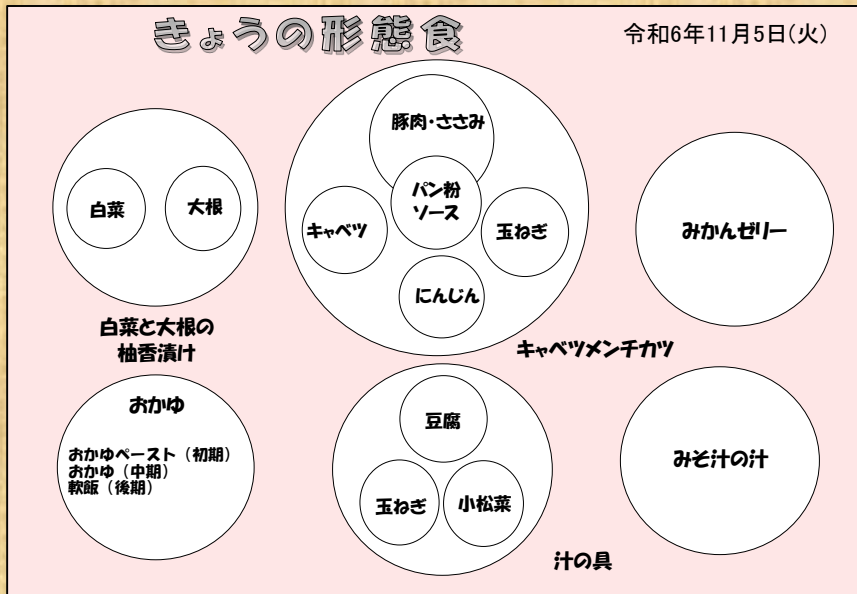 きょうの形態食
令和6年11月5日(火)
白菜
大根
白菜と大根の
柚香漬け
豚肉・ささみ
パン粉
ソース
キャベツ
玉ねぎ
にんじん
キャベツメンチカツ
みかんゼリー
おかゆ
おかゆペースト（初期）
おかゆ（中期）
軟飯（後期）
豆腐
玉ねぎ
小松菜
汁の具
みそ汁の汁